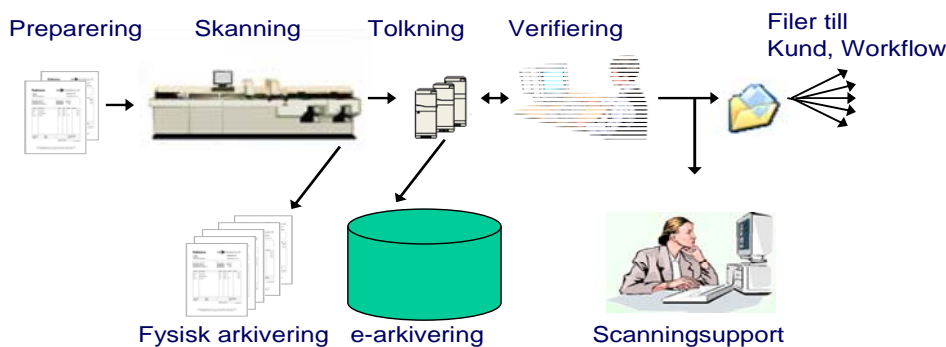 Preparering
Skanning
Tolkning
Verifiering
Filer till
Kund, Workflow
Fysisk arkivering
e-arkivering
Scanningsupport